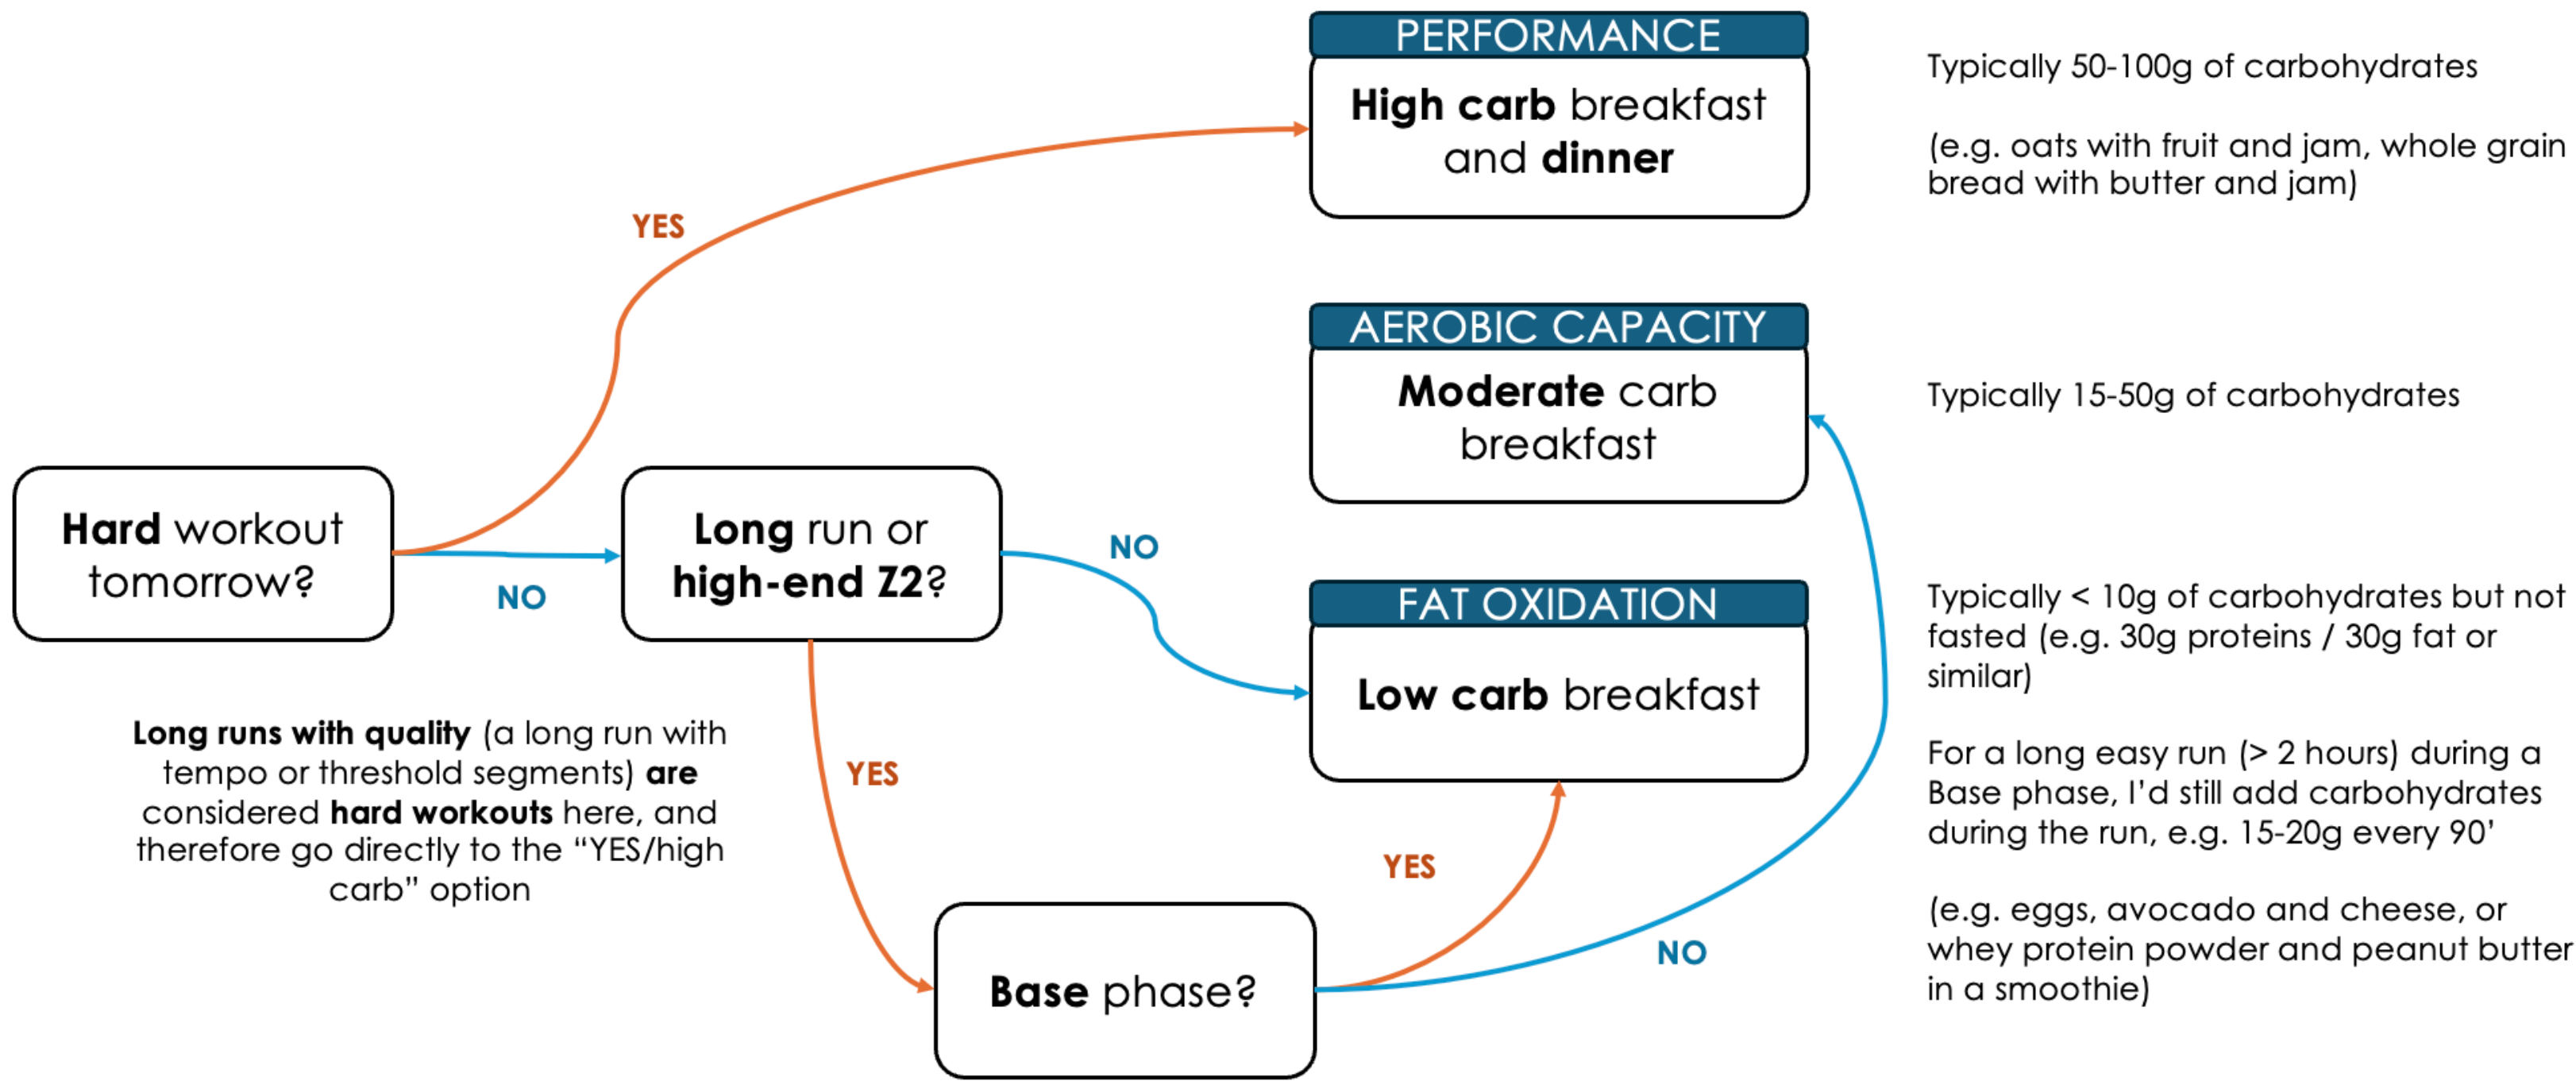 PERFORMANCE
High carb breakfast
and dinner
Typically 50-100g of carbohydrates
(e.g. oats with fruit and jam, whole grain
bread with butter and jam)
YES
AEROBIC CAPACITY
Moderate carb
breakfast
Typically 15-50g of carbohydrates
Hard workout
tomorrow?
NO
Long run or
high-end Z2?
NO
FAT OXIDATION
Low carb breakfast
Typically < 10g of carbohydrates but not
fasted (e.g. 30g proteins / 30g fat or
similar)
For a long easy run (> 2 hours) during a
Base phase, I’d still add carbohydrates
during the run, e.g. 15-20g every 90’
(e.g. eggs, avocado and cheese, or
whey protein powder and peanut butter
in a smoothie)
Long runs with quality (a long run with
tempo or threshold segments) are
considered hard workouts here, and
therefore go directly to the “YES/high
carb” option
YES
Base phase?
YES
NO